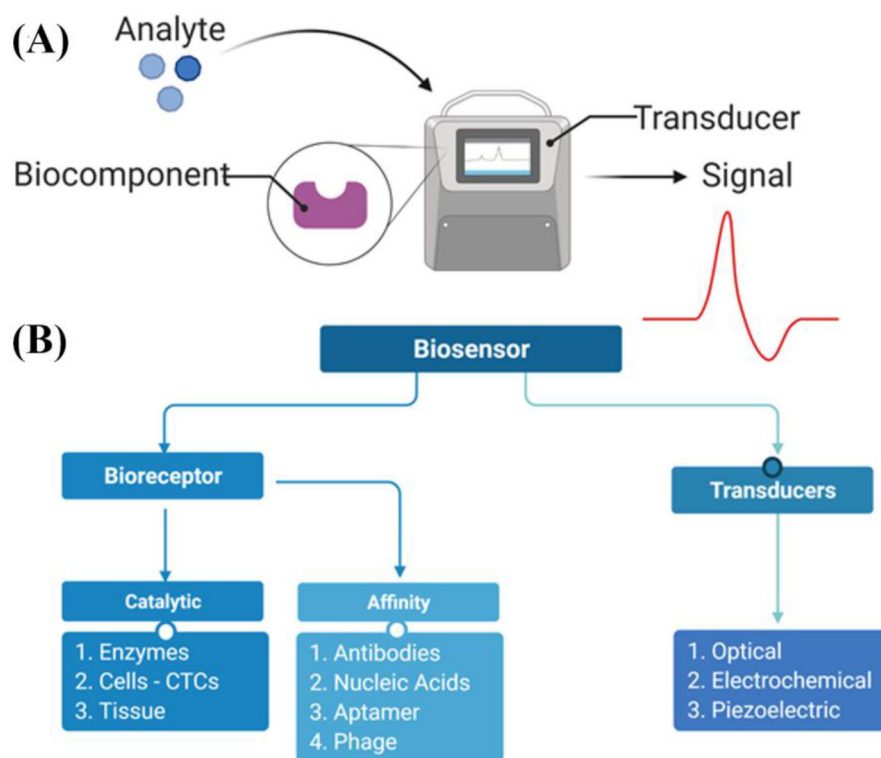 (A)
Analyte
Transducer
Biocomponent
Signal
(B)
Biosensor
Bioreceptor
Transducers
Catalytic
Affinity
1. Enzymes
2. Cells - CTCs
3. Tissue
1. Antibodies
2. Nucleic Acids
3. Aptamer
4. Phage
1. Optical
2. Electrochemical
3. Piezoelectric